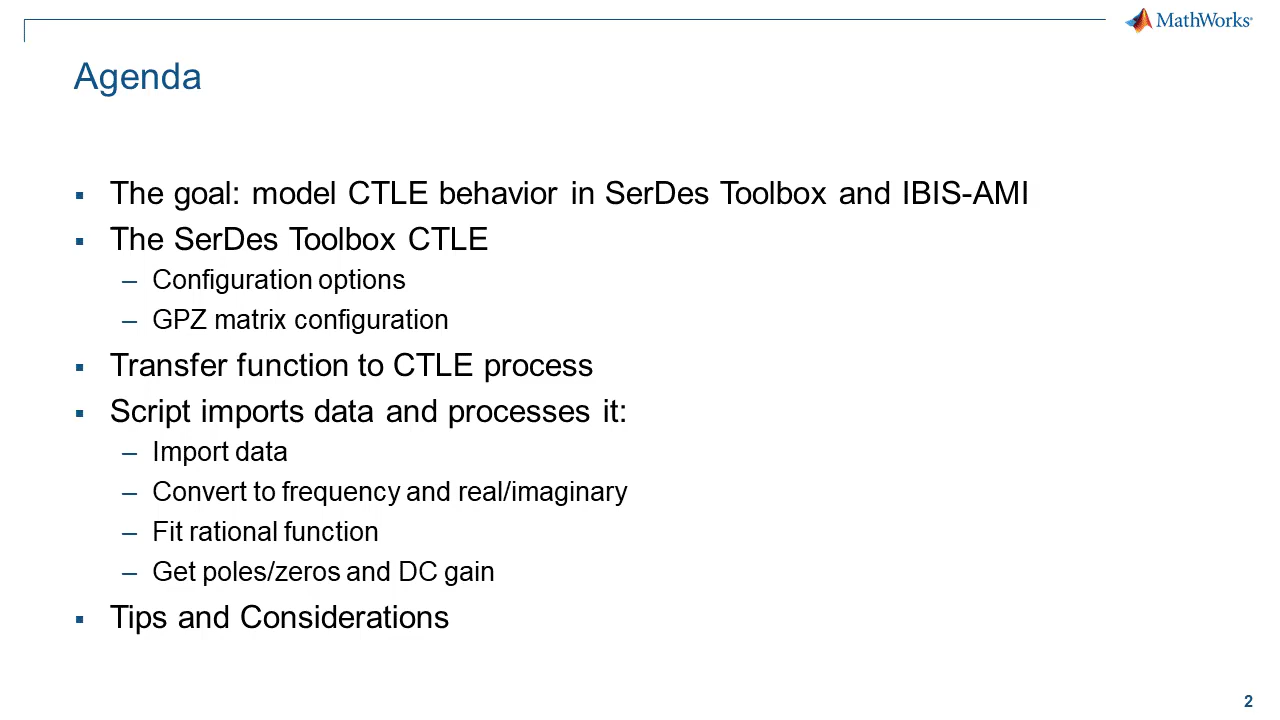 MathWorks
Agenda
▪ The goal: model CTLE behavior in SerDes Toolbox and IBIS-AMI
▪ The SerDes Toolbox CTLE
– Configuration options
– GPZ matrix configuration
▪ Transfer function to CTLE process
▪ Script imports data and processes it:
– Import data
– Convert to frequency and real/imaginary
– Fit rational function
– Get poles/zeros and DC gain
▪ Tips and Considerations
2